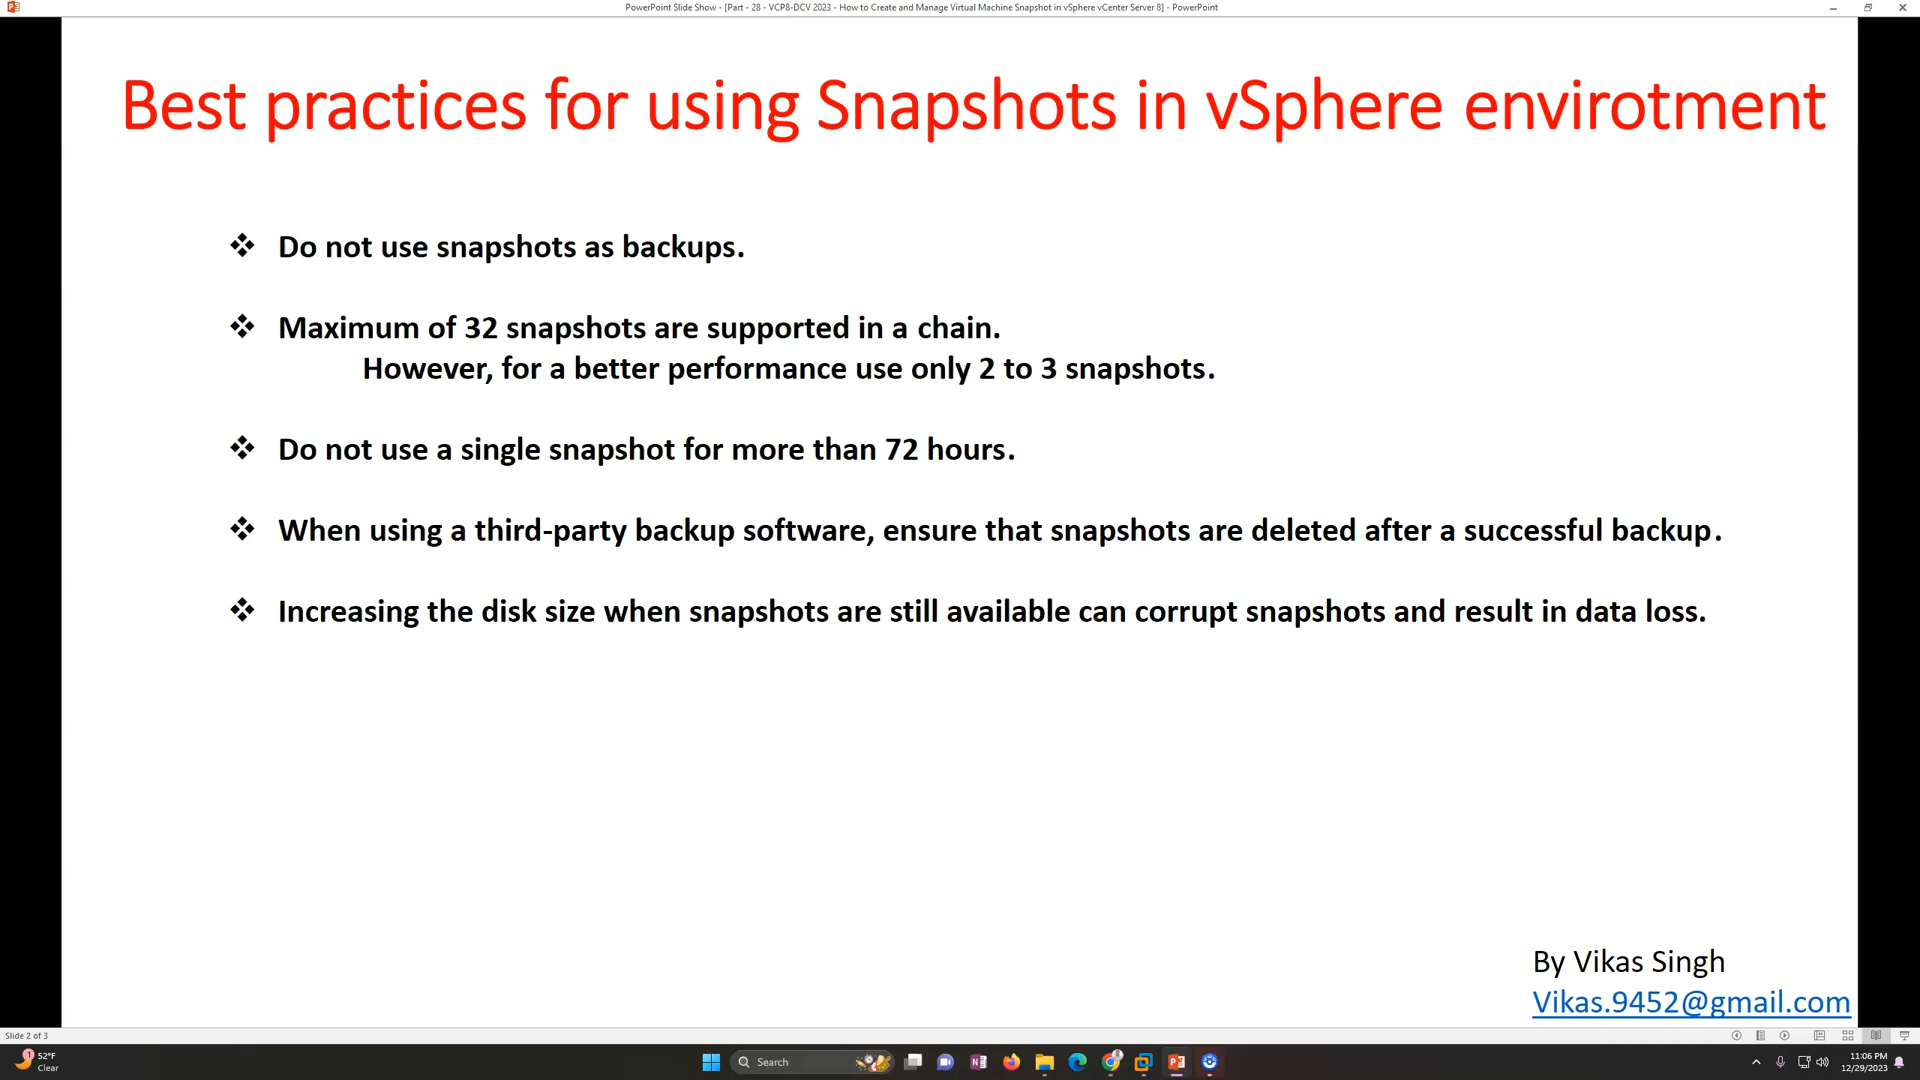 PowerPoint Slide Show - [Part - 28 - VCP8-DCV 2023 - How to Create and Manage Virtual Machine Snapshot in vSphere vCenter Server 8] - PowerPoint
Best practices for using Snapshots in vSphere envirotment
Do not use snapshots as backups.
Maximum of 32 snapshots are supported in a chain.
However, for a better performance use only 2 to 3 snapshots.
Do not use a single snapshot for more than 72 hours.
When using a third-party backup software, ensure that snapshots are deleted after a successful backup.
Increasing the disk size when snapshots are still available can corrupt snapshots and result in data loss.
By Vikas Singh
Vikas.9452@gmail.com
Slide 2 of 3
1
52°F
Clear
Search
11:06 PM
12/29/2023